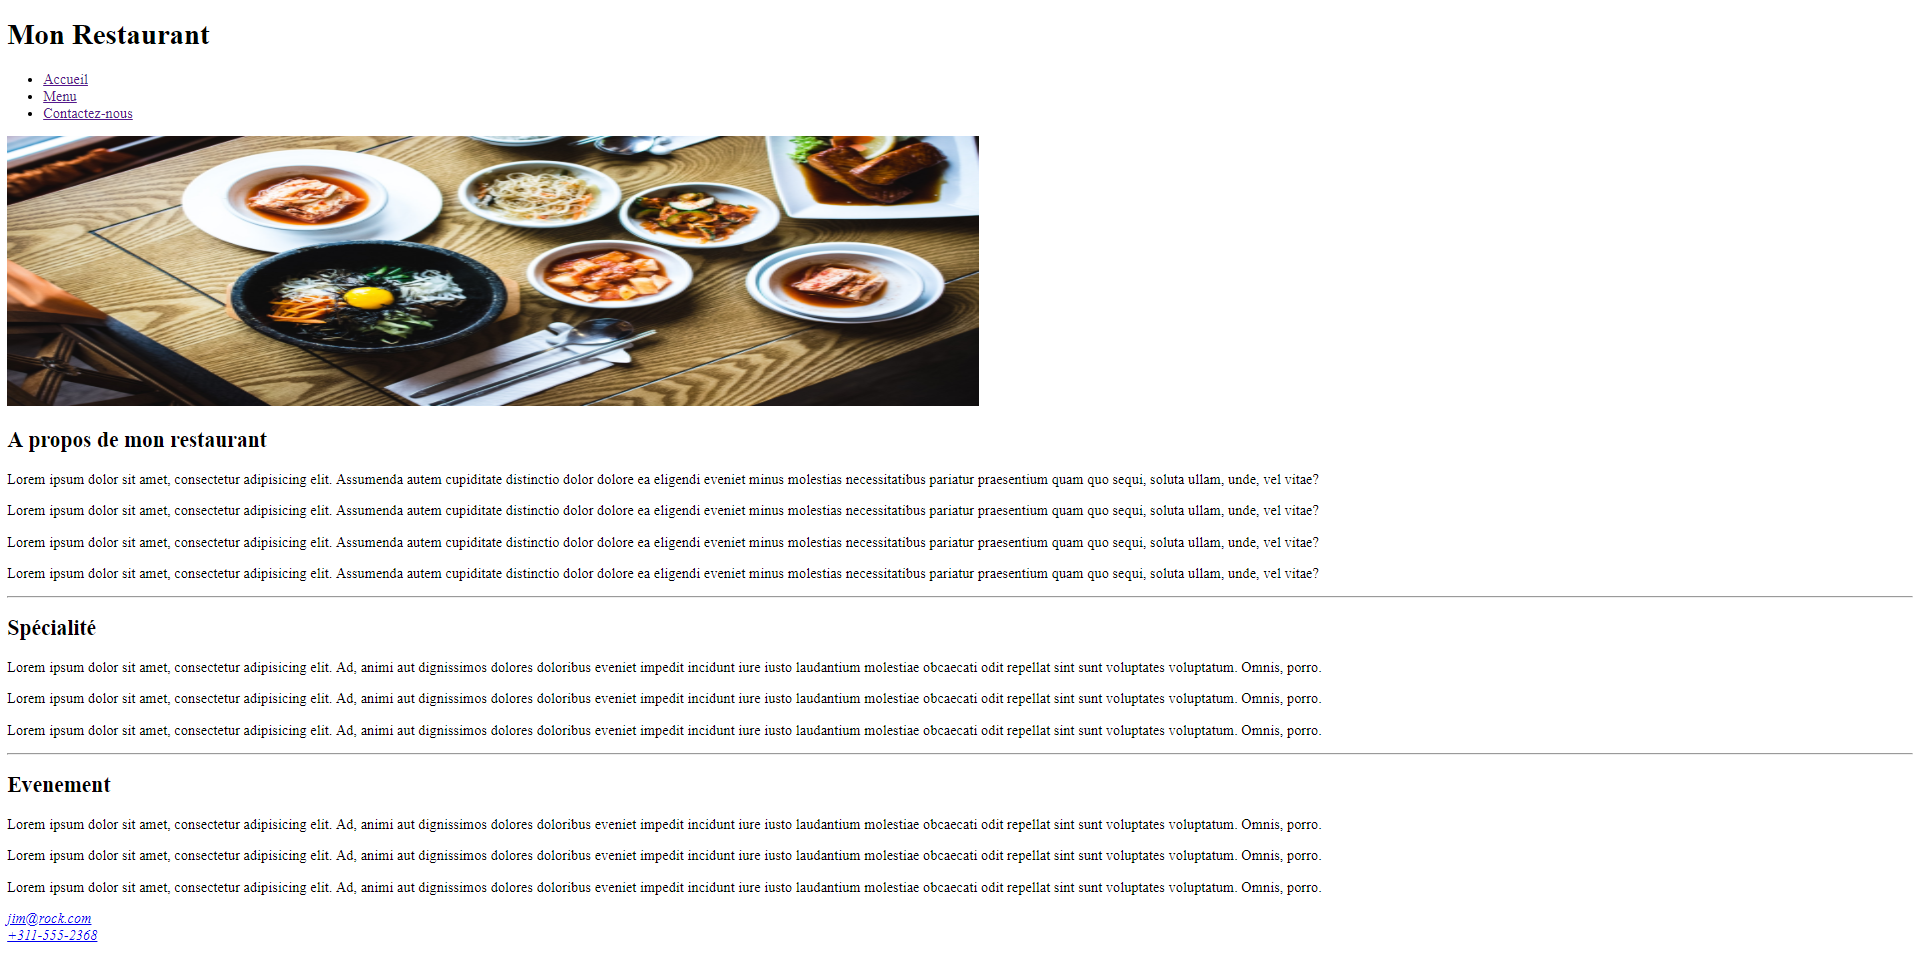 Mon Restaurant
Accueil
Menu
Contactez-nous
A propos de mon restaurant
Lorem ipsum dolor sit amet, consectetur adipisicing elit. Assumenda autem cupiditate distinctio dolor dolore ea eligendi eveniet minus molestias necessitatibus pariatur praesentium quam quo sequi, soluta ullam, unde, vel vitae?
Lorem ipsum dolor sit amet, consectetur adipisicing elit. Assumenda autem cupiditate distinctio dolor dolore ea eligendi eveniet minus molestias necessitatibus pariatur praesentium quam quo sequi, soluta ullam, unde, vel vitae?
Lorem ipsum dolor sit amet, consectetur adipisicing elit. Assumenda autem cupiditate distinctio dolor dolore ea eligendi eveniet minus molestias necessitatibus pariatur praesentium quam quo sequi, soluta ullam, unde, vel vitae?
Lorem ipsum dolor sit amet, consectetur adipisicing elit. Assumenda autem cupiditate distinctio dolor dolore ea eligendi eveniet minus molestias necessitatibus pariatur praesentium quam quo sequi, soluta ullam, unde, vel vitae?
Spécialité
Lorem ipsum dolor sit amet, consectetur adipisicing elit. Ad, animi aut dignissimos dolores doloribus eveniet impedit incidunt iure iusto laudantium molestiae obcaecati odit repellat sint sunt voluptates voluptatum. Omnis, porro.
Lorem ipsum dolor sit amet, consectetur adipisicing elit. Ad, animi aut dignissimos dolores doloribus eveniet impedit incidunt iure iusto laudantium molestiae obcaecati odit repellat sint sunt voluptates voluptatum. Omnis, porro.
Lorem ipsum dolor sit amet, consectetur adipisicing elit. Ad, animi aut dignissimos dolores doloribus eveniet impedit incidunt iure iusto laudantium molestiae obcaecati odit repellat sint sunt voluptates voluptatum. Omnis, porro.
Evenement
Lorem ipsum dolor sit amet, consectetur adipisicing elit. Ad, animi aut dignissimos dolores doloribus eveniet impedit incidunt iure iusto laudantium molestiae obcaecati odit repellat sint sunt voluptates voluptatum. Omnis, porro.
Lorem ipsum dolor sit amet, consectetur adipisicing elit. Ad, animi aut dignissimos dolores doloribus eveniet impedit incidunt iure iusto laudantium molestiae obcaecati odit repellat sint sunt voluptates voluptatum. Omnis, porro.
Lorem ipsum dolor sit amet, consectetur adipisicing elit. Ad, animi aut dignissimos dolores doloribus eveniet impedit incidunt iure iusto laudantium molestiae obcaecati odit repellat sint sunt voluptates voluptatum. Omnis, porro.
jim@rock.com
+311-555-2368